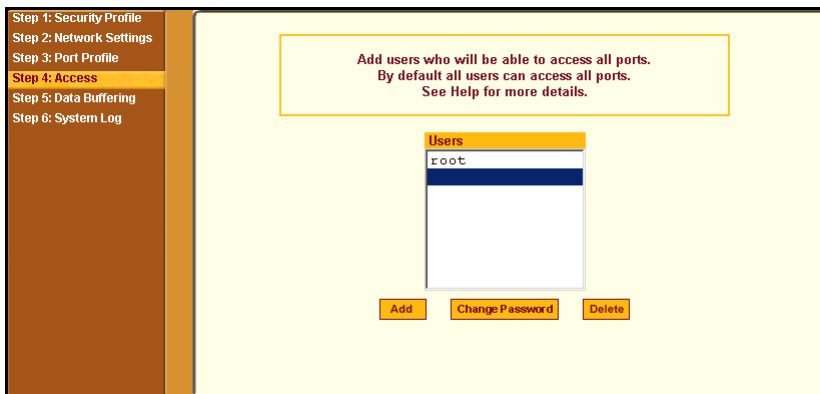 Step 1: Security Profile
Step 2: Network Settings
Step 3: Port Profile
Step 4: Access
Step 5: Data Buffering
Step 6: System Log
Add users who will be able to access all ports.
By default all users can access all ports.
See Help for more details.
Users
root
Add
Change Password
Delete